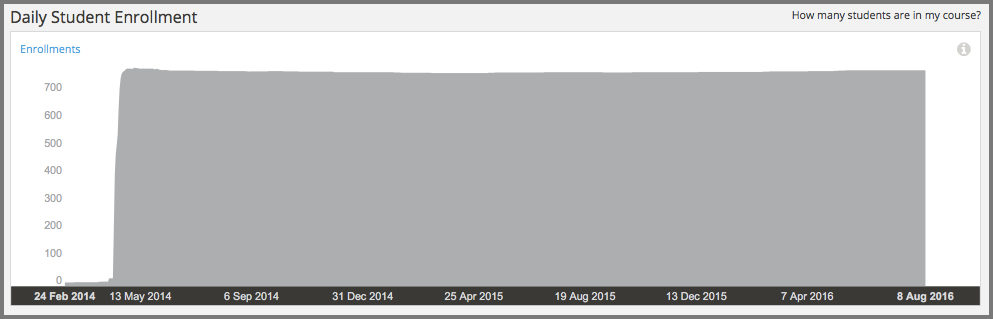 Daily Student Enrollment
How many students are in my course?
Enrollments
700
600
500
400
300
200
100
0
24 Feb 2014 13 May 2014 6 Sep 2014 31 Dec 2014 25 Apr 2015 19 Aug 2015 13 Dec 2015 7 Apr 2016 8 Aug 2016